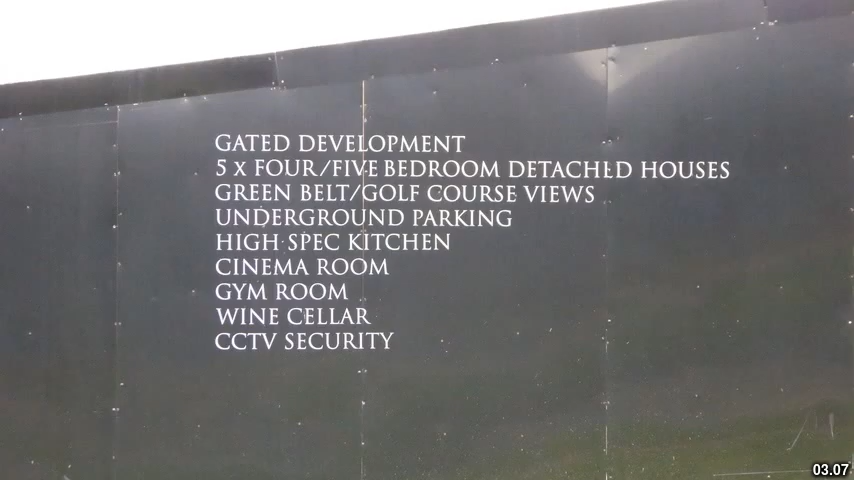 GATED DEVELOPMENT
5 X FOUR/FIVE BEDROOM DETACHED HOUSES
GREEN BELT/GOLF COURSE VIEWS
UNDERGROUND PARKING
HIGH SPEC KITCHEN
CINEMA ROOM
GYM ROOM
WINE CELLAR
CCTV SECURITY
03.07